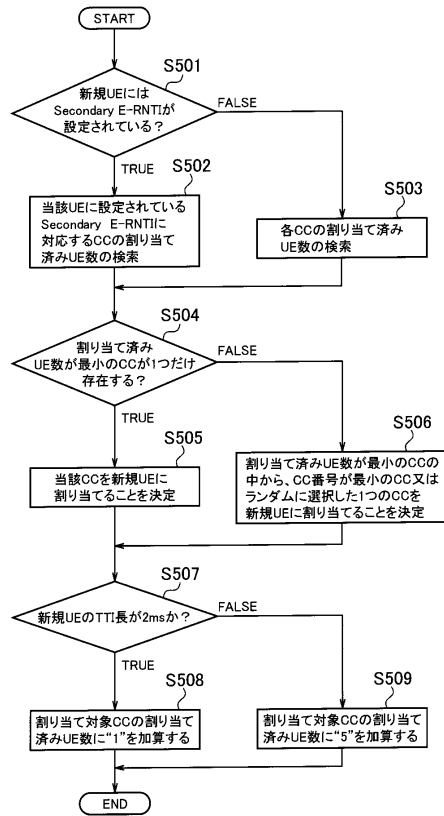 START
S501
新規UEには
Secondary E-RNTIが
設定されている?
FALSE
TRUE
S502
当該UEに設定されている
Secondary E-RNTIに
対応するCCの割り当て
済みUE数の検索
S503
各CCの割り当て済み
UE数の検索
S504
割り当て済み
UE数が最小のCCが1つだけ
存在する?
FALSE
TRUE
S505
当該CCを新規UEに
割り当てることを決定
S506
割り当て済みUE数が最小のCCの
中から、CC番号が最小のCC又は
ランダムに選択した1つのCCを
新規UEに割り当てることを決定
S507
新規UEのTTI長が2msか?
FALSE
TRUE
S508
割り当て対象CCの割り当て
済みUE数に“1”を加算する
S509
割り当て対象CCの割り当て
済みUE数に“5”を加算する
END